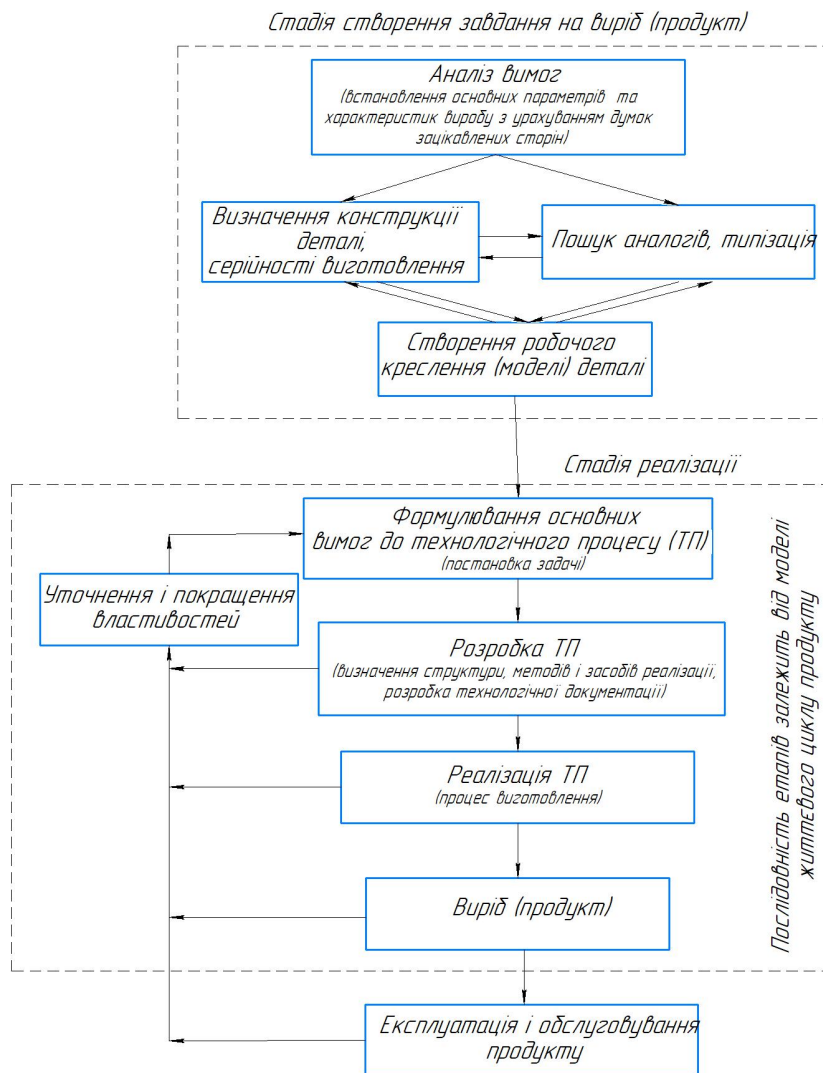 Стадія створення завдання на виріб (продукт)
Аналіз вимог
(встановлення основних параметрів та
характеристик виробу з урахуванням думок
зацікавлених сторін)
Визначення конструкції
деталі,
серійності виготовлення
Пошук аналогів, типізація
Створення робочого
креслення (моделі) деталі
Стадія реалізації
Формулювання основних
вимог до технологічного процесу (ТП)
(постановка задачі)
Уточнення і покращення
властивостей
Розробка ТП
(визначення структури, методів і засобів реалізації,
розробка технологічної документації)
Реалізація ТП
(процес виготовлення)
Виріб (продукт)
Послідовність етапів залежить від моделі
життєвого циклу продукту
Експлуатація і обслуговування
продукту